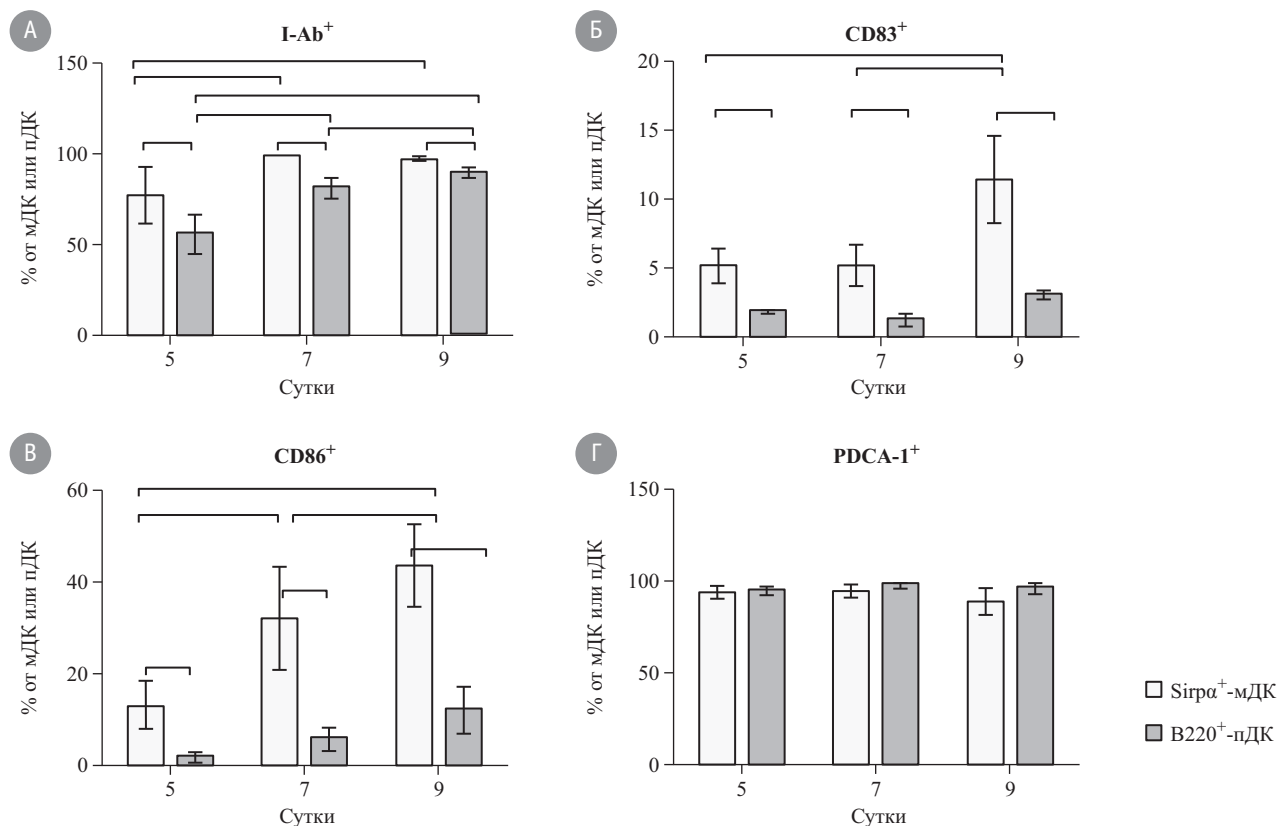 А
I-Ab⁺
% от мДК или пДК
150
100
50
0
5 7 9
Сутки
Б
CD83⁺
% от мДК или пДК
20
15
10
5
0
5 7 9
Сутки
В
CD86⁺
% от мДК или пДК
60
40
20
0
5 7 9
Сутки
Г
PDCA-1⁺
% от мДК или пДК
150
100
50
0
5 7 9
Сутки
Sirpα⁺-мДК
B220⁺-пДК